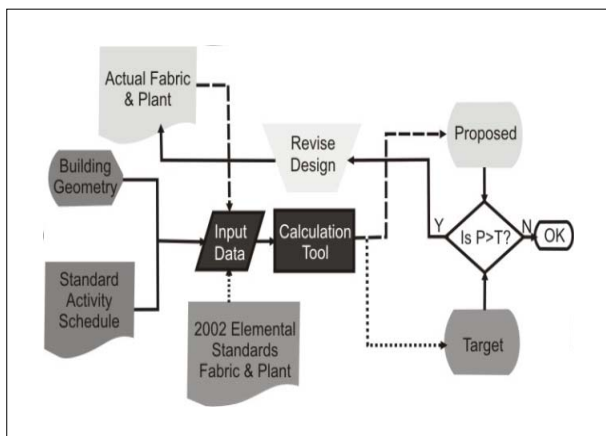 Actual Fabric
& Plant
Building
Geometry
Revise
Design
Proposed
Input
Data
Calculation
Tool
Y
Is P>T?
N
OK
Standard
Activity
Schedule
2002 Elemental
Standards
Fabric & Plant
Target